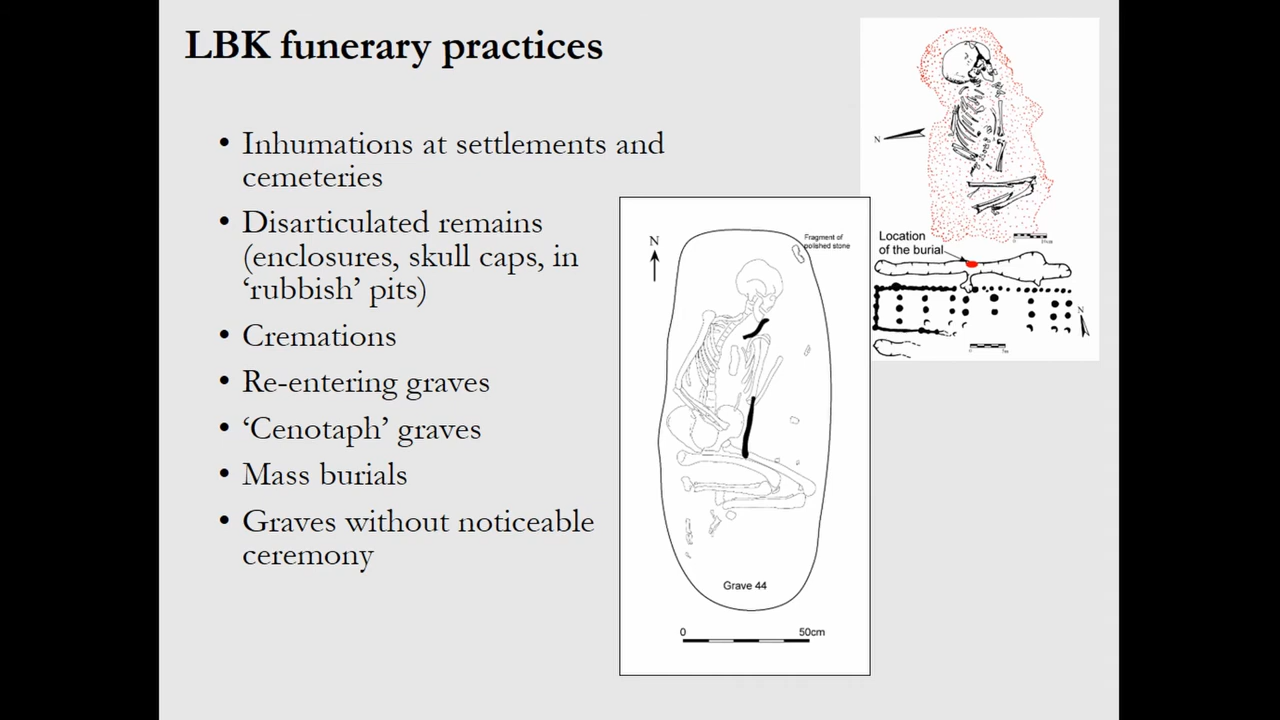 LBK funerary practices
• Inhumations at settlements and
cemeteries
• Disarticulated remains
(enclosures, skull caps, in
‘rubbish’ pits)
• Cremations
• Re-entering graves
• ‘Cenotaph’ graves
• Mass burials
• Graves without noticeable
ceremony
N
Fragment of
polished stone
Grave 44
0 50cm
N
Location
of the burial
N